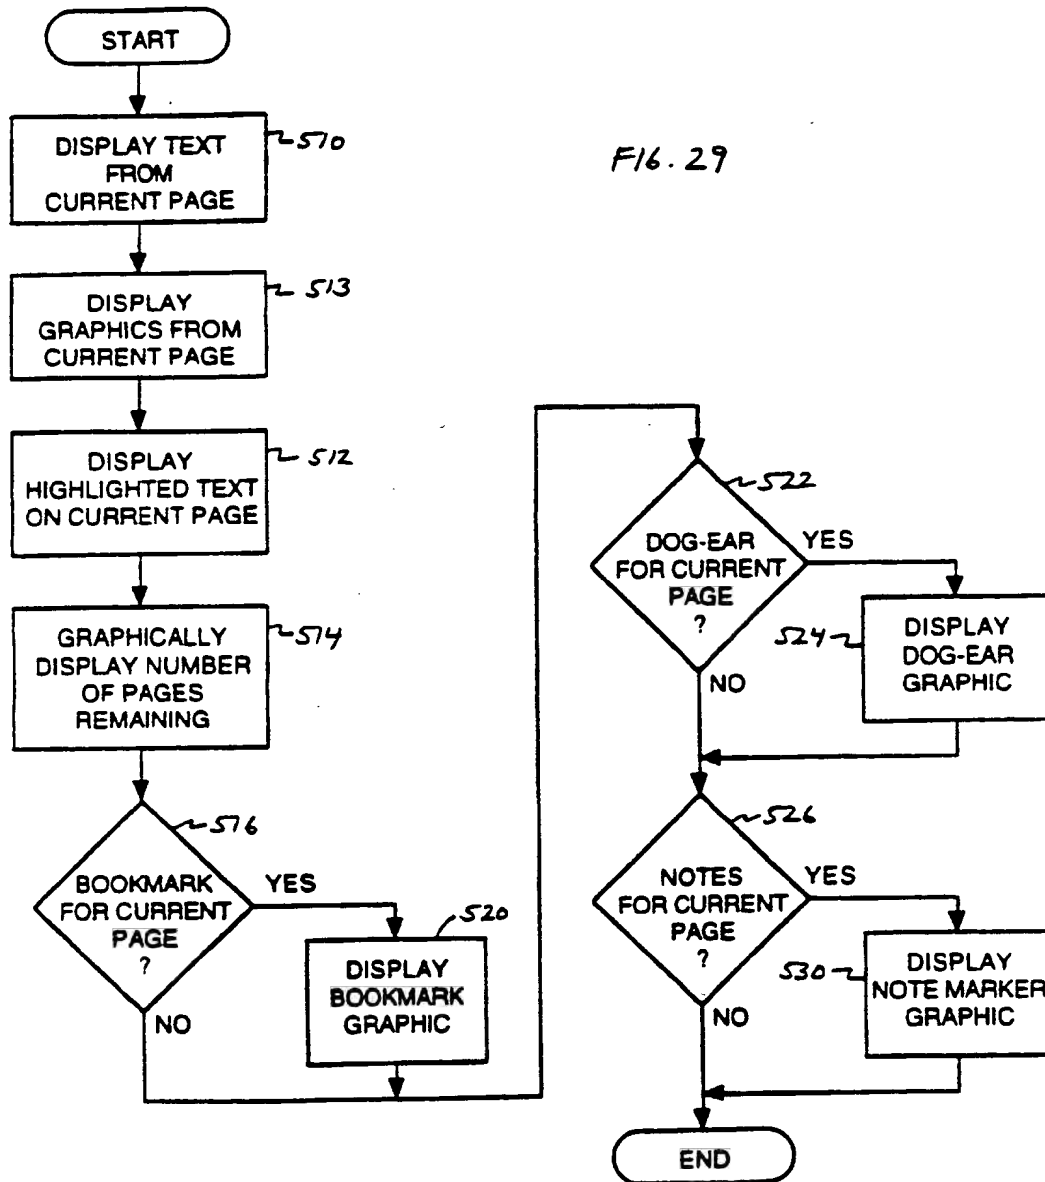 START
DISPLAY TEXT
FROM
CURRENT PAGE
510
FIG. 29
DISPLAY
GRAPHICS FROM
CURRENT PAGE
513
DISPLAY
HIGHLIGHTED TEXT
ON CURRENT PAGE
512
GRAPHICALLY
DISPLAY NUMBER
OF PAGES
REMAINING
514
BOOKMARK
FOR CURRENT
PAGE
?
516
YES
NO
DISPLAY
BOOKMARK
GRAPHIC
520
DOG-EAR
FOR CURRENT
PAGE
?
522
YES
NO
DISPLAY
DOG-EAR
GRAPHIC
524
NOTES
FOR CURRENT
PAGE
?
526
YES
NO
DISPLAY
NOTE MARKER
GRAPHIC
530
END